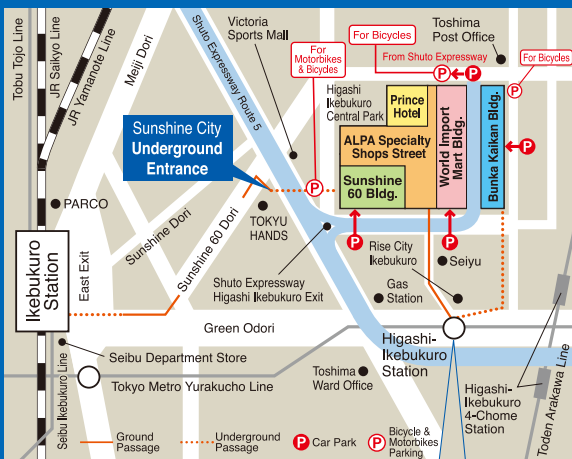 Tobu Tojo Line
JR Saikyo Line
JR Yamanote Line
Meiji Dori
Shuto Expressway Route 5
Victoria
Sports Mall
For
Motorbikes
& Bicycles
For Bicycles
From Shuto Expressway
Toshima
Post Office
For Bicycles
P
P
P
Higashi
Ikebukuro
Central Park
Prince
Hotel
ALPA Specialty
Shops Street
World Import
Mart Bldg.
Bunka Kaikan Bldg.
P
Sunshine
60 Bldg.
Sunshine City
Underground
Entrance
P
PARCO
Sunshine Dori
Sunshine 60 Dori
TOKYU
HANDS
P
P
Rise City
Ikebukuro
Seiyu
Ikebukuro
Station
East Exit
Shuto Expressway
Higashi Ikebukuro Exit
Gas
Station
Green Odori
Higashi-
Ikebukuro
Station
Seibu Department Store
Seibu Ikebukuro Line
Tokyo Metro Yurakucho Line
Toshima
Ward Office
Higashi-
Ikebukuro
4-Chome
Station
Toden Arakawa Line
Ground
Passage
Underground
Passage
P
Car Park
P
Bicycle &
Motorbikes
Parking